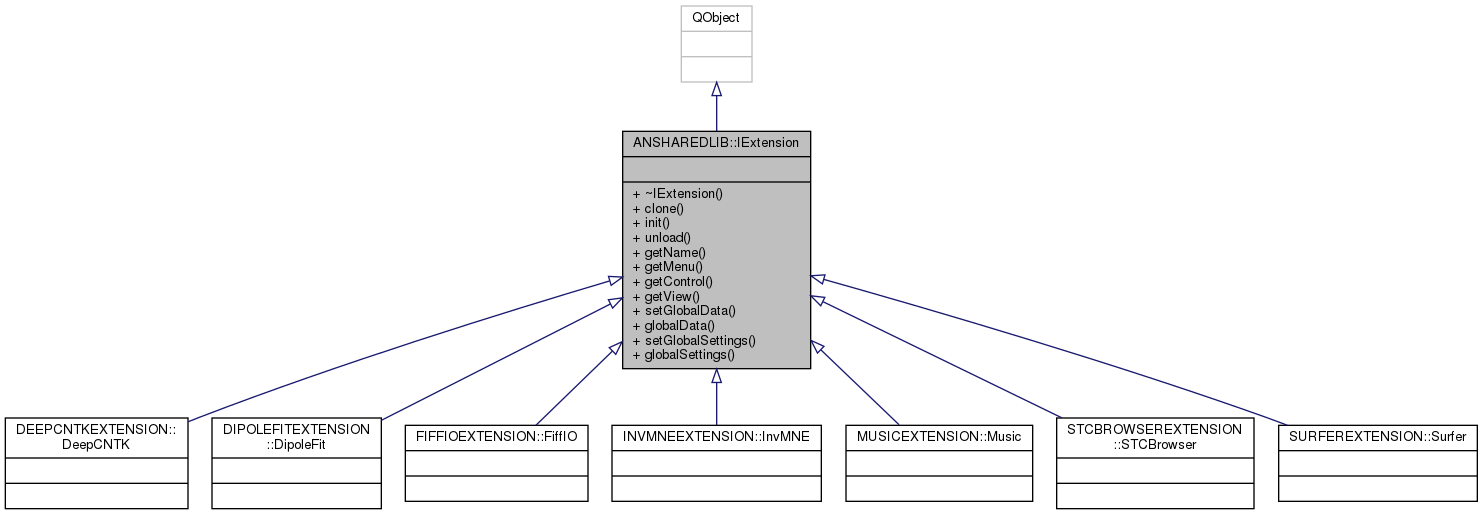 QObject
ANSHAREDLIB::IExtension
+ ~IExtension()
+ clone()
+ init()
+ unload()
+ getName()
+ getMenu()
+ getControl()
+ getView()
+ setGlobalData()
+ globalData()
+ setGlobalSettings()
+ globalSettings()
DEEPCNTKEXTENSION::
DeepCNTK
DIPOLEFITEXTENSION
::DipoleFit
FIFFIOEXTENSION::FiffIO
INVMNEEXTENSION::InvMNE
MUSICEXTENSION::Music
STCBROWSEREXTENSION
::STCBrowser
SURFEREXTENSION::Surfer